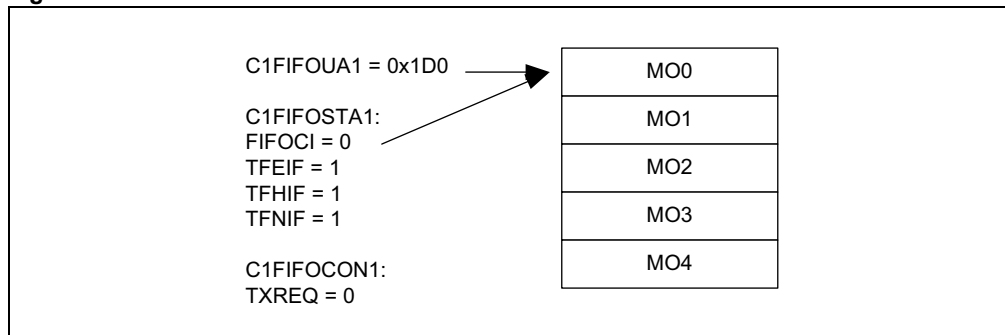 C1FIFOUA1 = 0x1D0
C1FIFOSTA1:
FIFOCI = 0
TFEIF = 1
TFHIF = 1
TFNIF = 1
C1FIFOCON1:
TXREQ = 0
MO0
MO1
MO2
MO3
MO4